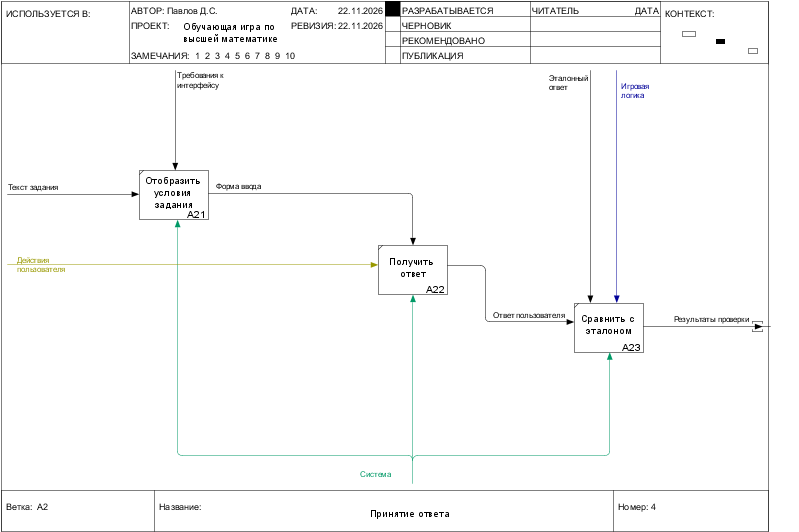 ИСПОЛЬЗУЕТСЯ В:
АВТОР: Павлов Д.С.
ДАТА: 22.11.2026
ПРОЕКТ: Обучающая игра по
высшей математике
РЕВИЗИЯ: 22.11.2026
ЗАМЕЧАНИЯ: 1 2 3 4 5 6 7 8 9 10
РАЗРАБАТЫВАЕТСЯ
ЧЕРНОВИК
РЕКОМЕНДОВАНО
ПУБЛИКАЦИЯ
ЧИТАТЕЛЬ
ДАТА
КОНТЕКСТ:
Требования к
интерфейсу
Эталонный
ответ
Игровая
логика
Текст задания
Отобразить
условия
задания
A21
Форма ввода
Действия
пользователя
Получить
ответ
A22
Ответ пользователя
Сравнить с
эталоном
A23
Результаты проверки
Система
Ветка: A2
Название:
Принятие ответа
Номер: 4